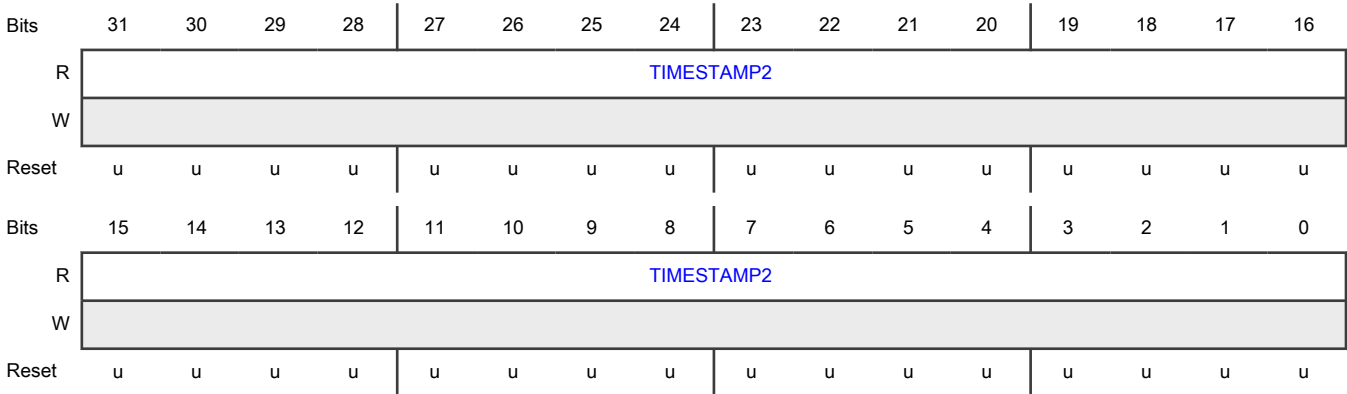 Bits 31 30 29 28 27 26 25 24 23 22 21 20 19 18 17 16
R TIMESTAMP2
W
Reset u u u u u u u u u u u u u u u u
Bits 15 14 13 12 11 10 9 8 7 6 5 4 3 2 1 0
R TIMESTAMP2
W
Reset u u u u u u u u u u u u u u u u